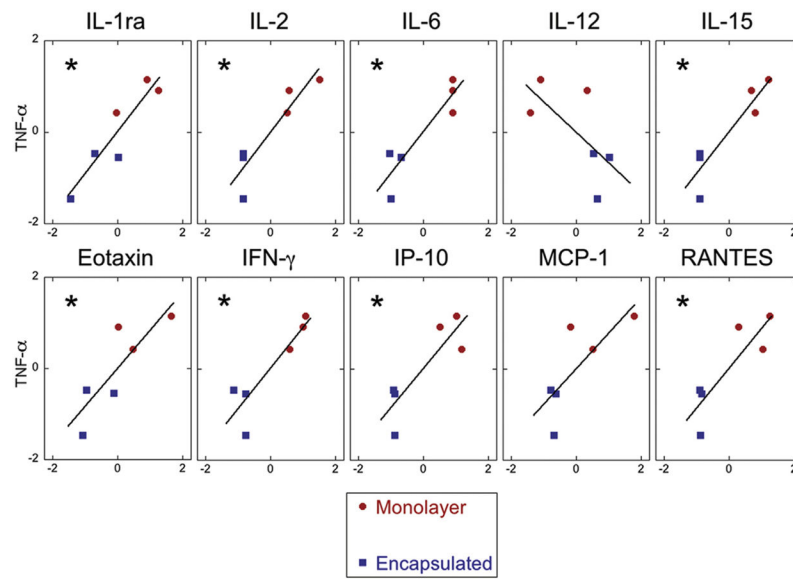 IL-1ra IL-2 IL-6 IL-12 IL-15
* * * *
2
TNF-α 0
-2
-2 0 2 -2 0 2 -2 0 2 -2 0 2 -2 0 2
Eotaxin IFN-γ IP-10 MCP-1 RANTES
* * * *
2
TNF-α 0
-2
-2 0 2 -2 0 2 -2 0 2 -2 0 2 -2 0 2
Monolayer
Encapsulated